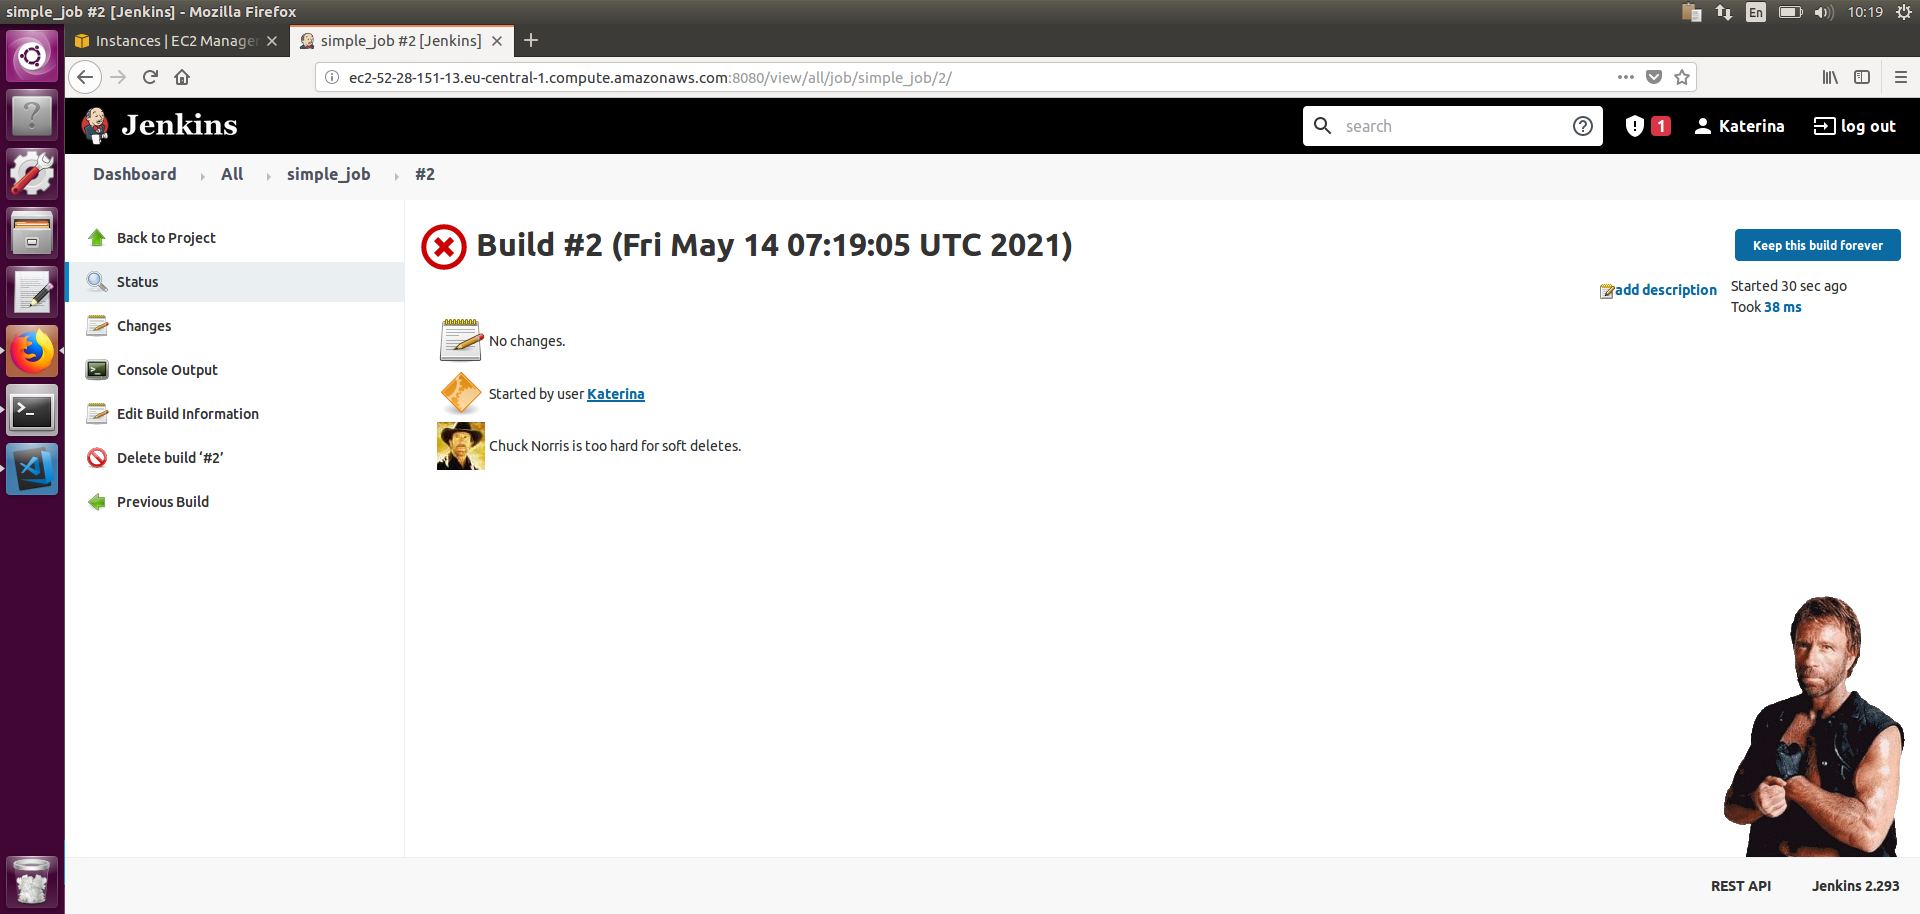 simple_job #2 [Jenkins] - Mozilla Firefox
En
10:19
Instances | EC2 Manager
simple_job #2 [Jenkins]
ec2-52-28-151-13.eu-central-1.compute.amazonaws.com:8080/view/all/job/simple_job/2/
Jenkins
search
1
Katerina
log out
Dashboard
All
simple_job
#2
Back to Project
Status
Changes
Console Output
Edit Build Information
Delete build ‘#2’
Previous Build
Build #2 (Fri May 14 07:19:05 UTC 2021)
Keep this build forever
add description
Started 30 sec ago
Took 38 ms
No changes.
Started by user Katerina
Chuck Norris is too hard for soft deletes.
REST API
Jenkins 2.293